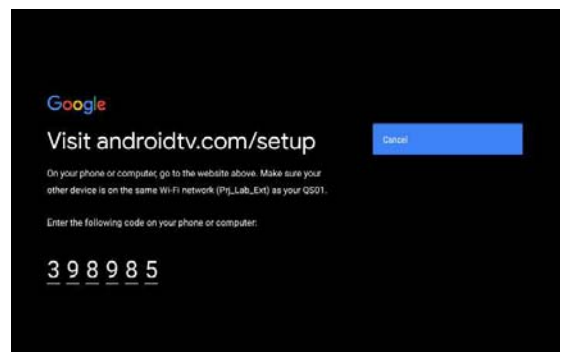 Google
Visit androidtv.com/setup
Cancel
On your phone or computer, go to the website above. Make sure your
other device is on the same Wi-Fi network (Prj_Lab_Ext) as your QS01.
Enter the following code on your phone or computer:
398985